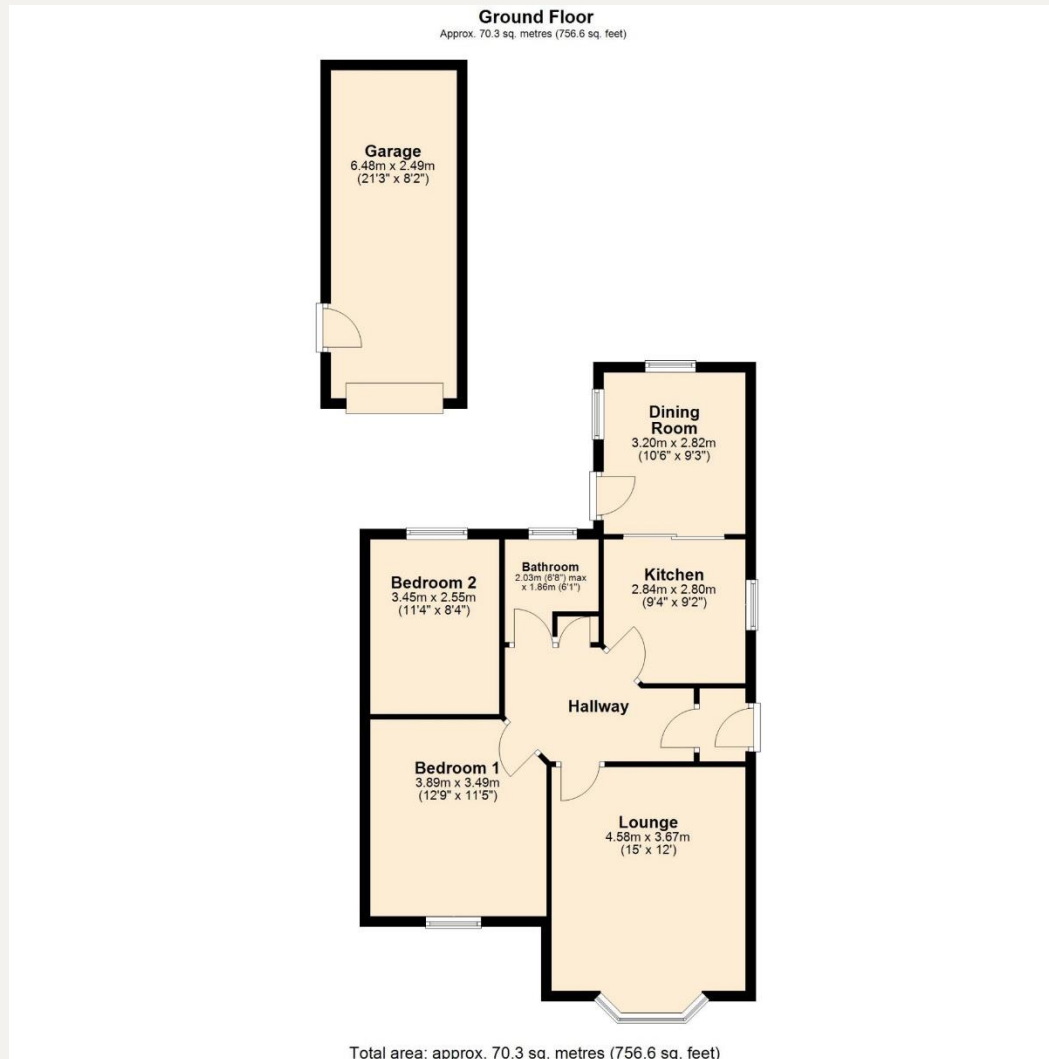 Ground Floor
Approx. 70.3 sq. metres (756.6 sq. feet)
Garage
6.48m x 2.49m
(21'3" x 8'2")
Dining
Room
3.20m x 2.82m
(10'6" x 9'3")
Bedroom 2
3.45m x 2.55m
(11'4" x 8'4")
Bathroom
2.03m (6'8") max
x 1.86m (6'1")
Kitchen
2.84m x 2.80m
(9'4" x 9'2")
Hallway
Bedroom 1
3.89m x 3.49m
(12'9" x 11'5")
Lounge
4.58m x 3.67m
(15' x 12')
Total area: approx. 70.3 sq. metres (756.6 sq. feet)